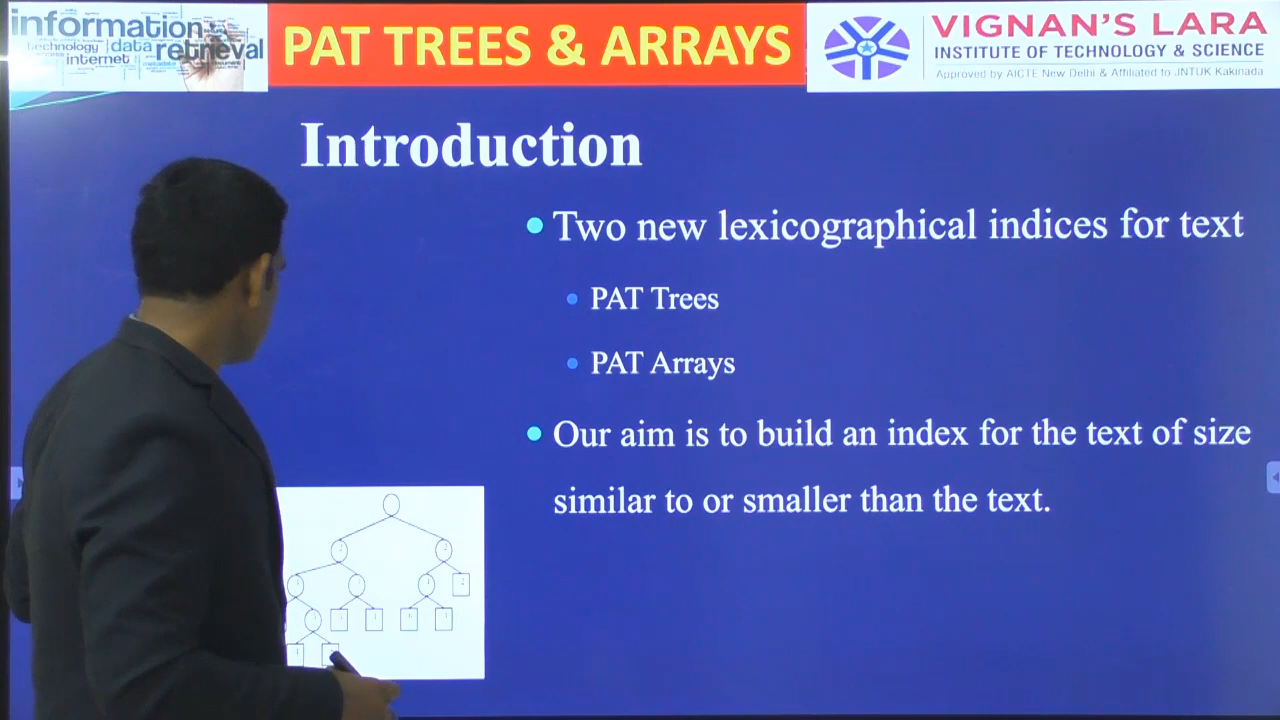 information
technology data
retrieval
internet
PAT TREES & ARRAYS
VIGNAN'S LARA
INSTITUTE OF TECHNOLOGY & SCIENCE
Approved by AICTE New Delhi & Affiliated to JNTUK Kakinada
Introduction
• Two new lexicographical indices for text
• PAT Trees
• PAT Arrays
• Our aim is to build an index for the text of size
similar to or smaller than the text.